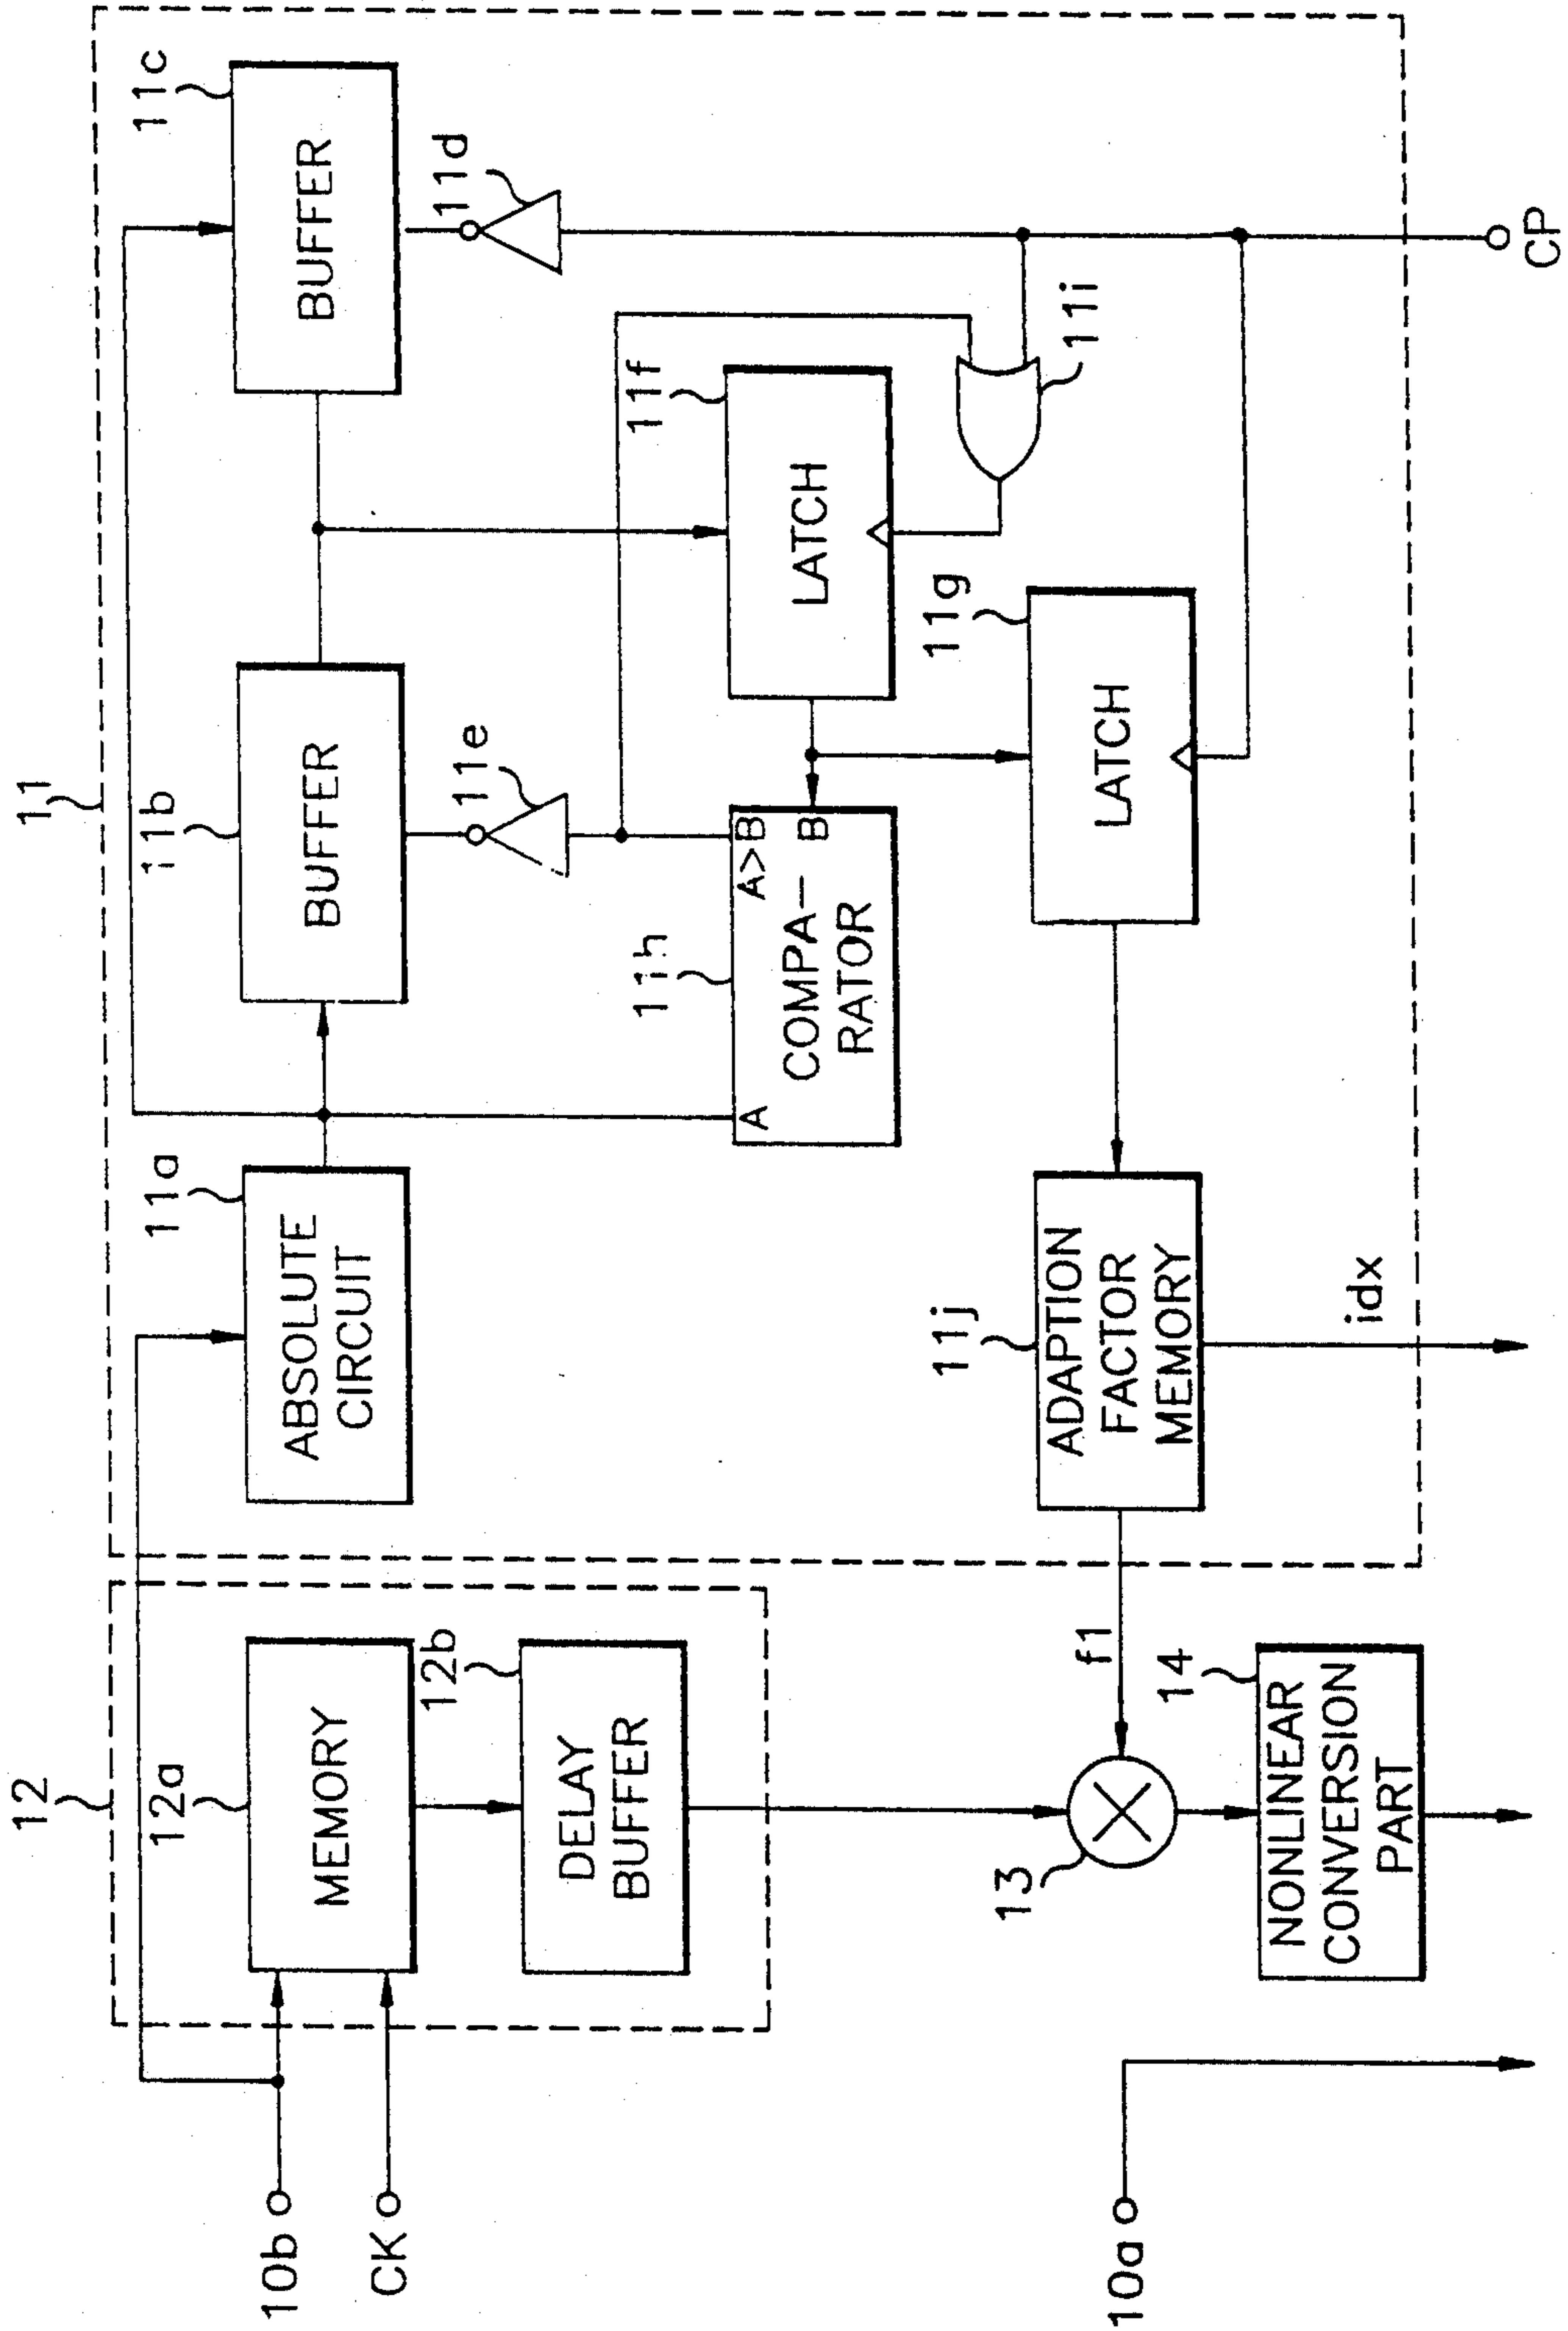 11
11a
ABSOLUTE
CIRCUIT
11b
BUFFER
11c
BUFFER
11d
11e
11f
LATCH
11g
LATCH
11h
A
A>B
B
COMPA-
RATOR
11i
11j
ADAPTION
FACTOR
MEMORY
idx
CP
12
12a
MEMORY
12b
DELAY
BUFFER
10b
CK
13
f1
14
NONLINEAR
CONVERSION
PART
10a